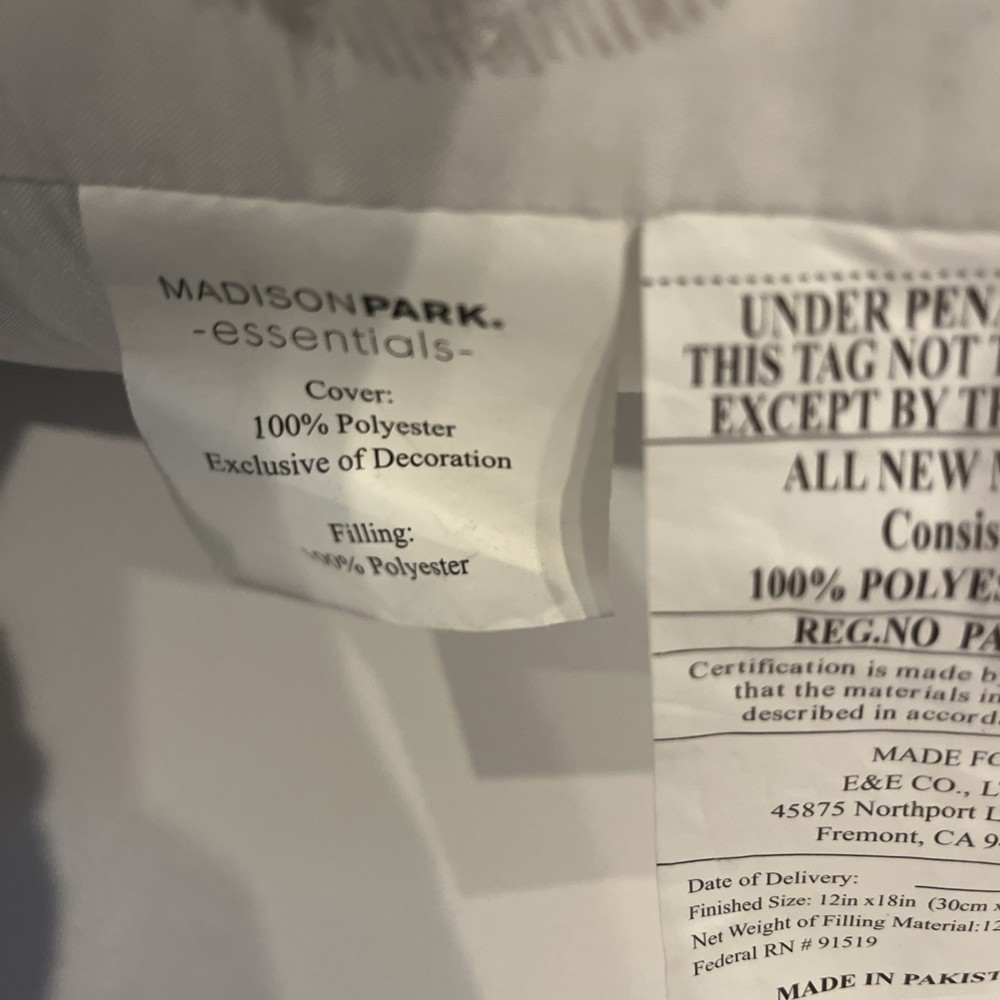 MADISONPARK.
-essentials-
Cover:
100% Polyester
Exclusive of Decoration
Filling:
100% Polyester
UNDER PEN
THIS TAG NOT
EXCEPT BY
ALL NEW
Consis
100% POLYE
REG.NO PA
Certification is made b
that the materials in
described in accord
MADE FO
E&E CO., L
45875 Northport L
Fremont, CA 9
Date of Delivery:
Finished Size: 12in x18in (30cm x
Net Weight of Filling Material:12
Federal RN # 91519
MADE IN PAKIST